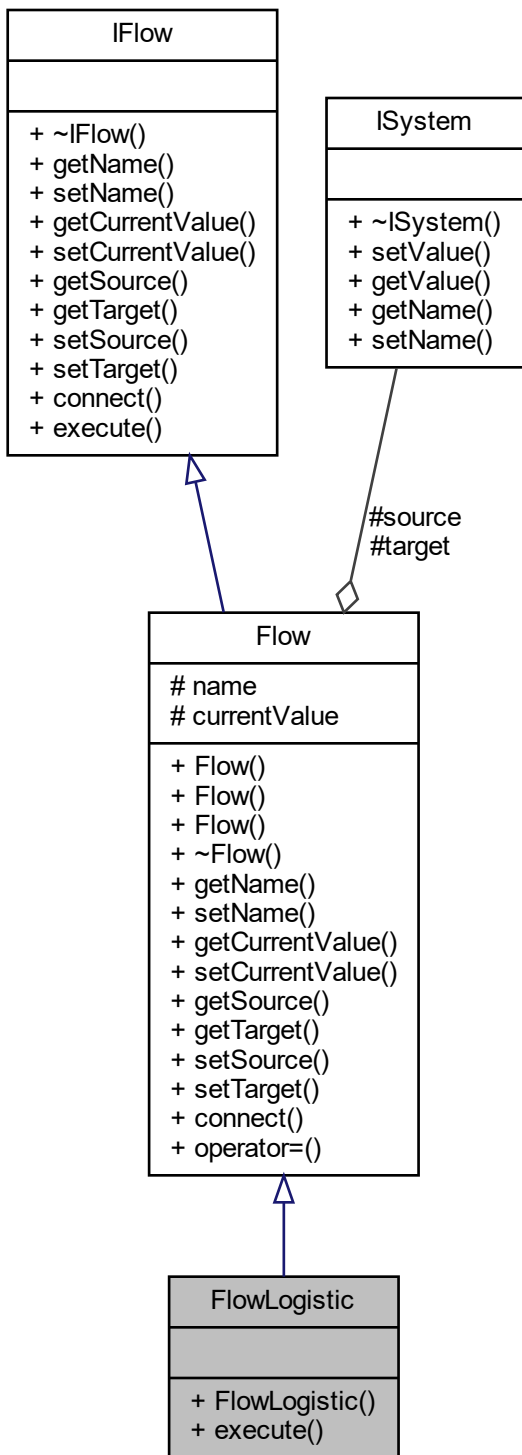 IFlow
+ ~IFlow()
+ getName()
+ setName()
+ getCurrentValue()
+ setCurrentValue()
+ getSource()
+ getTarget()
+ setSource()
+ setTarget()
+ connect()
+ execute()
ISystem
+ ~ISystem()
+ setValue()
+ getValue()
+ getName()
+ setName()
#source
#target
Flow
# name
# currentValue
+ Flow()
+ Flow()
+ Flow()
+ ~Flow()
+ getName()
+ setName()
+ getCurrentValue()
+ setCurrentValue()
+ getSource()
+ getTarget()
+ setSource()
+ setTarget()
+ connect()
+ operator=()
FlowLogistic
+ FlowLogistic()
+ execute()